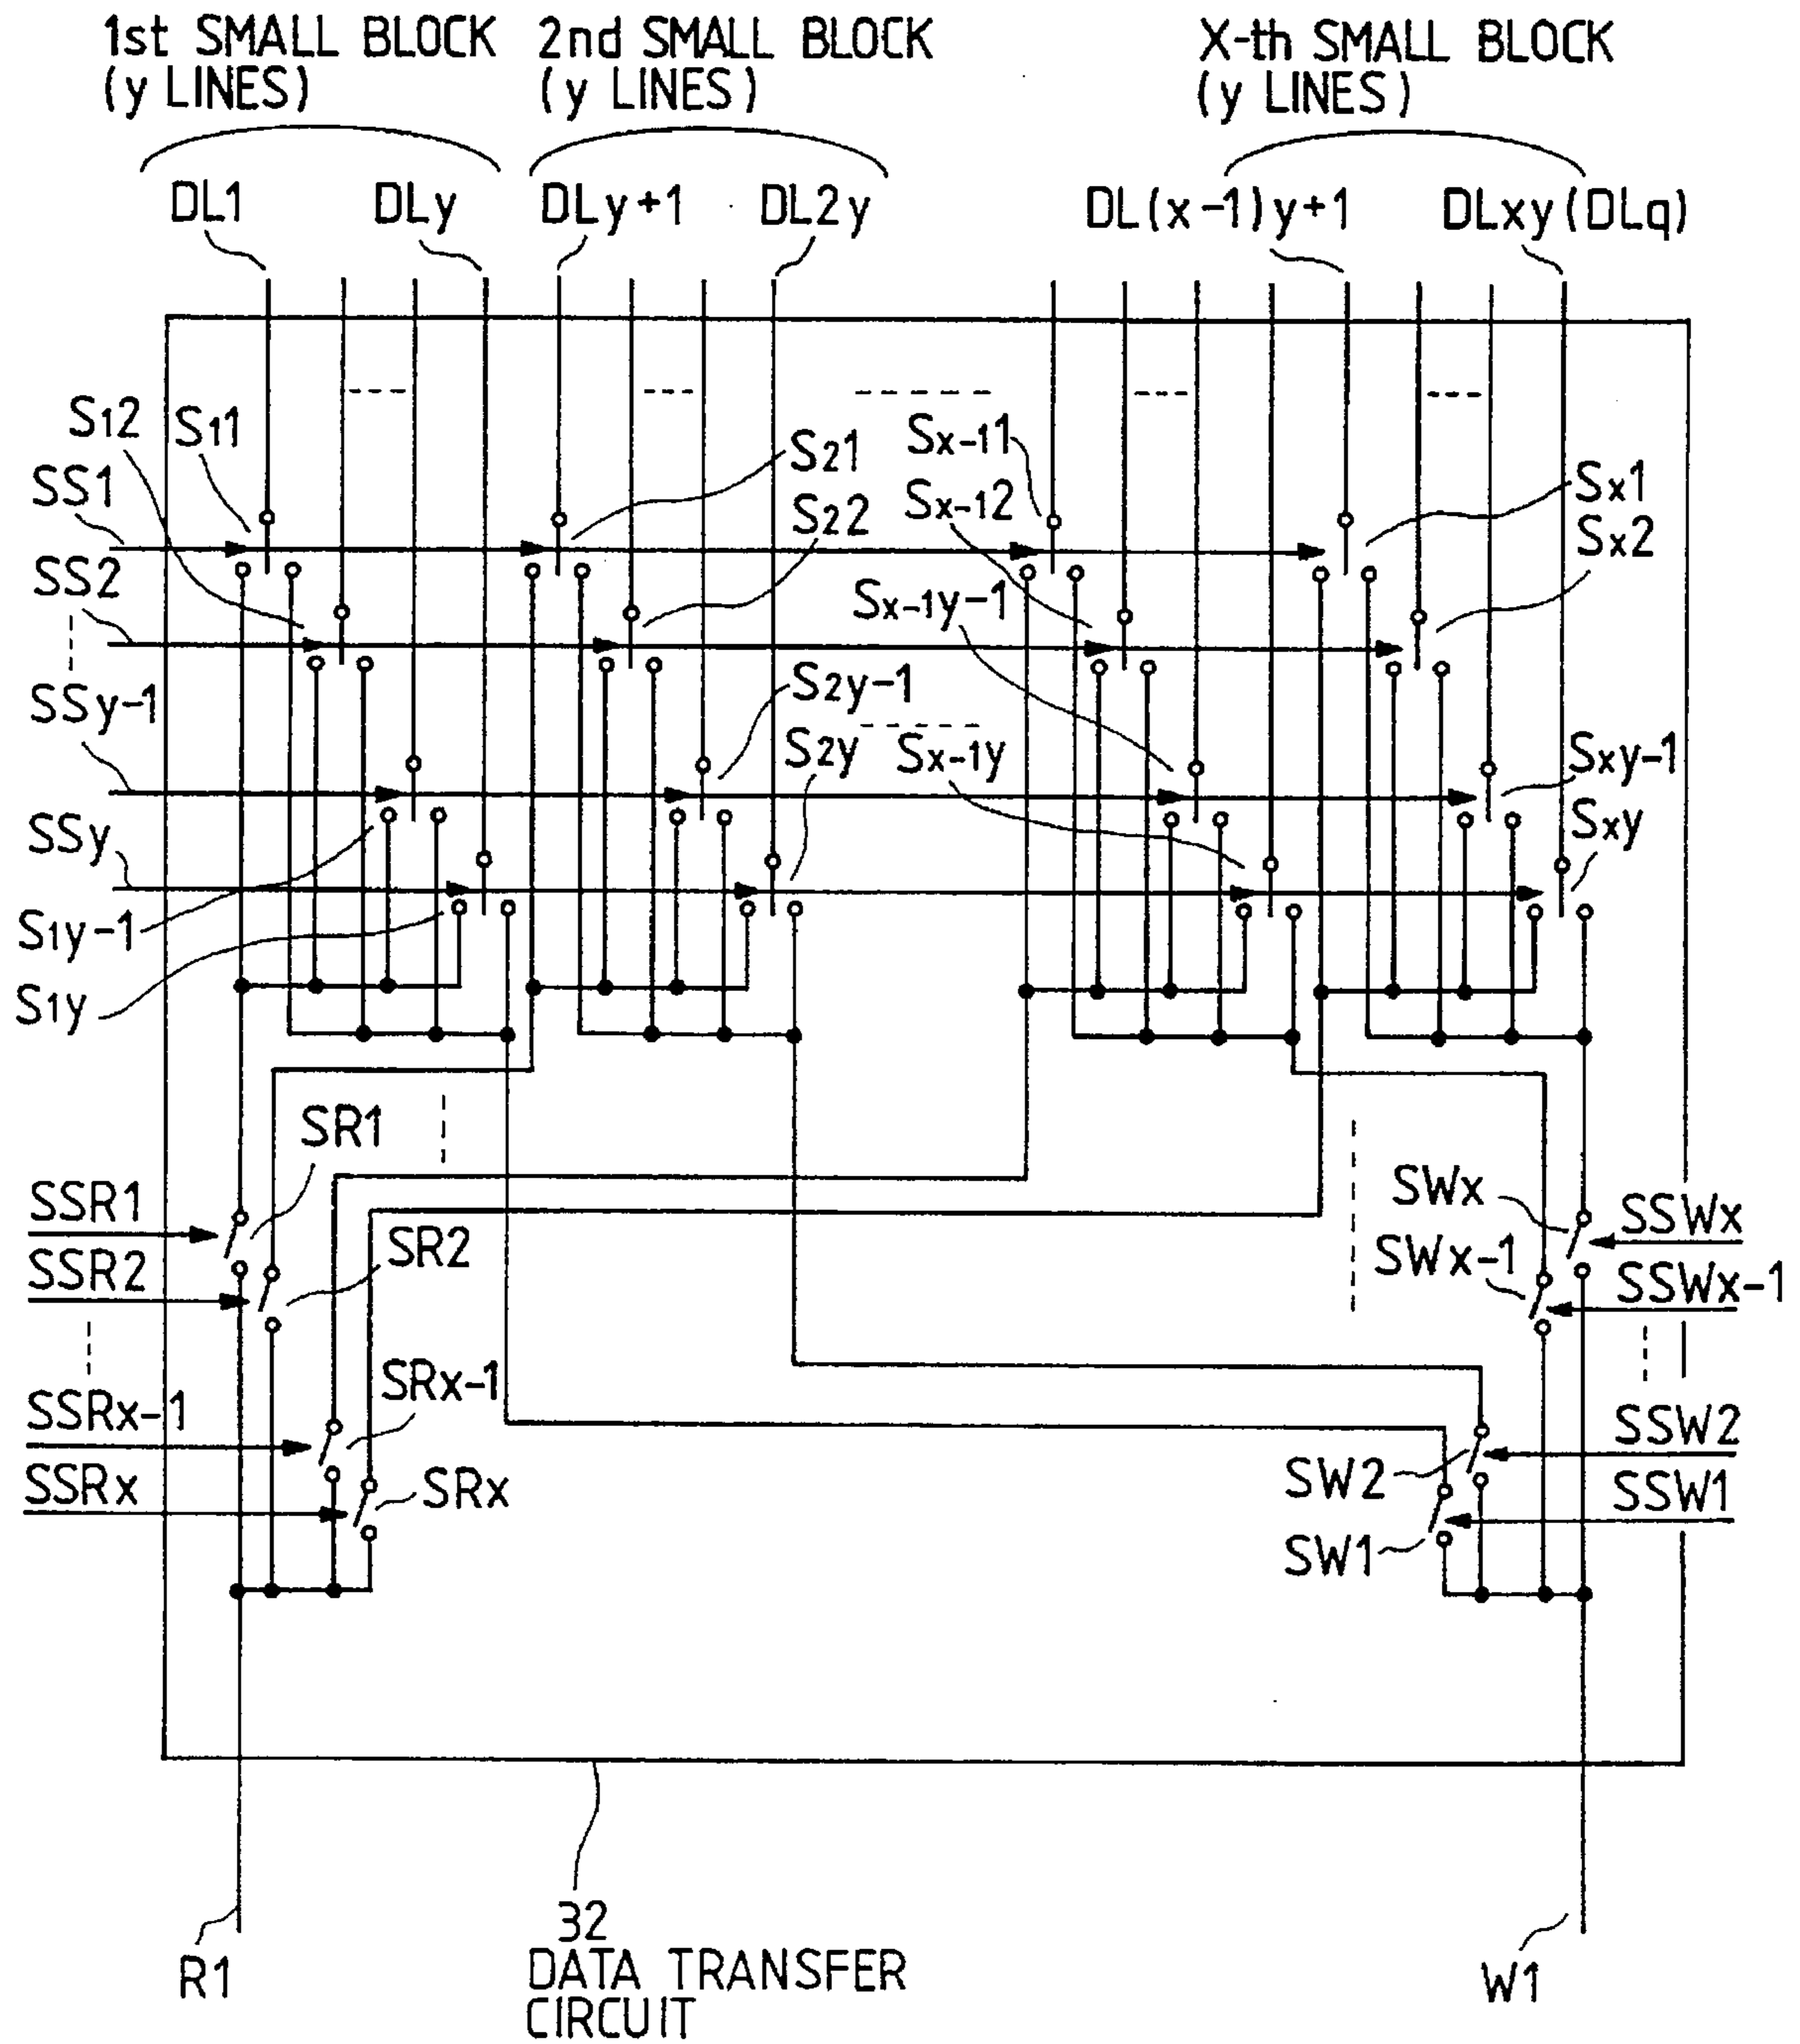 1st SMALL BLOCK
(y LINES)
2nd SMALL BLOCK
(y LINES)
X-th SMALL BLOCK
(y LINES)
DL1
DLy
DLy+1
DL2y
DL(x-1)y+1
DLxy(DLq)
S12
S11
SS1
SS2
SSy-1
SSy
S1y-1
S1y
S21
S22
S2y-1
S2y
Sx-11
Sx-12
Sx-1y-1
Sx-1y
Sx1
Sx2
Sxy-1
Sxy
SR1
SSR1
SR2
SSR2
SRx-1
SSRx-1
SSRx
SRx
SWx
SSWx
SWx-1
SSWx-1
SSW2
SW2
SSW1
SW1
R1
32
DATA TRANSFER
CIRCUIT
W1